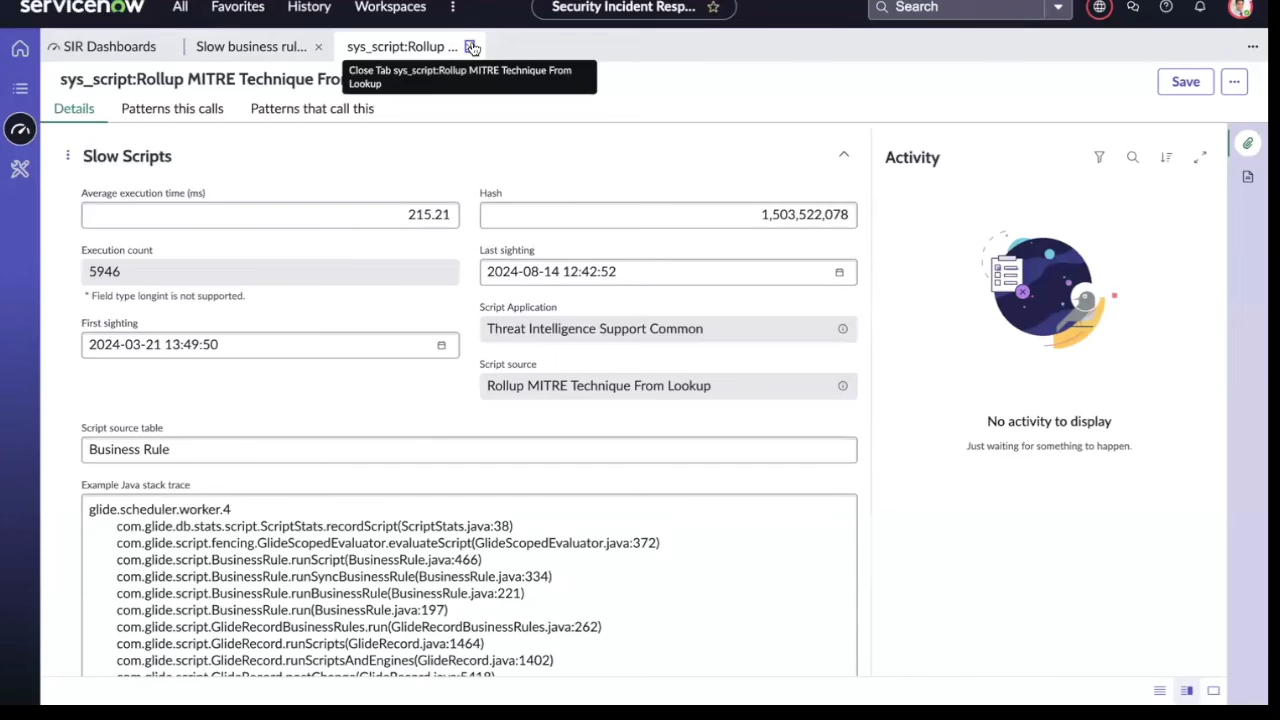 servicenow
All
Favorites
History
Workspaces
Security Incident Resp...
Search
SIR Dashboards
Slow business rul...
sys_script:Rollup ...
Close Tab sys_script:Rollup MITRE Technique From
Lookup
sys_script:Rollup MITRE Technique Fro
Save
Details
Patterns this calls
Patterns that call this
Slow Scripts
Average execution time (ms)
215.21
Hash
1,503,522,078
Execution count
5946
* Field type longint is not supported.
Last sighting
2024-08-14 12:42:52
First sighting
2024-03-21 13:49:50
Script Application
Threat Intelligence Support Common
Script source
Rollup MITRE Technique From Lookup
Script source table
Business Rule
Example Java stack trace
glide.scheduler.worker.4
com.glide.db.stats.script.ScriptStats.recordScript(ScriptStats.java:38)
com.glide.script.fencing.GlideScopedEvaluator.evaluateScript(GlideScopedEvaluator.java:372)
com.glide.script.BusinessRule.runScript(BusinessRule.java:466)
com.glide.script.BusinessRule.runSyncBusinessRule(BusinessRule.java:334)
com.glide.script.BusinessRule.runBusinessRule(BusinessRule.java:221)
com.glide.script.BusinessRule.run(BusinessRule.java:197)
com.glide.script.GlideRecordBusinessRules.run(GlideRecordBusinessRules.java:262)
com.glide.script.GlideRecord.runScripts(GlideRecord.java:1464)
com.glide.script.GlideRecord.runScriptsAndEngines(GlideRecord.java:1402)
Activity
No activity to display
Just waiting for something to happen.